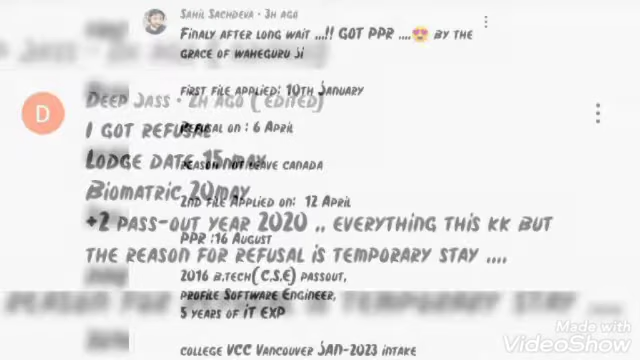 Sahil Sachdeva • 3h ago
Finaly after long wait ...!! GOT PPR ....😍 by the
grace of waheguru ji
first file applied: 10th January
Refusal on : 6 April
reason not leave canada
2nd file Applied on: 12 April
PPR :16 August
2016 B.tech(C.S.E) passout,
profile Software Engineer,
5 years of IT EXP
college VCC Vancouver Jan-2023 intake
D
Deep Jass • 2h ago (edited)
I got refusal
Lodge date 15 may
Biomatric 20may
+2 pass-out year 2020 .. everything this kk but
the reason for refusal is temporary stay ....
Made with
VideoShow